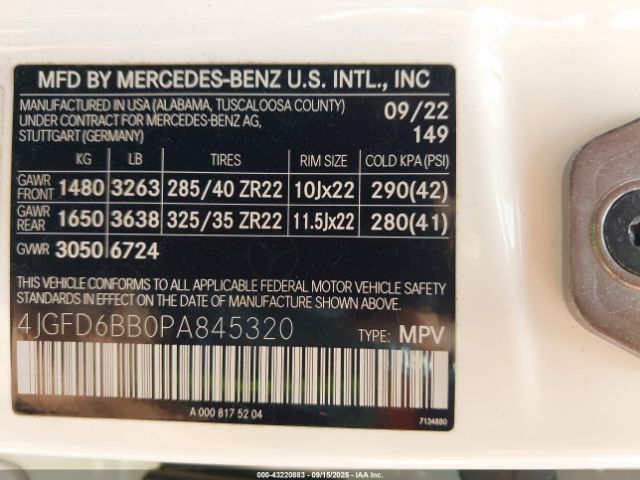 MFD BY MERCEDES-BENZ U.S. INTL., INC
MANUFACTURED IN USA (ALABAMA, TUSCALOOSA COUNTY)
UNDER CONTRACT FOR MERCEDES-BENZ AG,
STUTTGART (GERMANY)
09/22
149
KG LB TIRES RIM SIZE COLD KPA (PSI)
GAWR FRONT 1480 3263 285/40 ZR22 10Jx22 290(42)
GAWR REAR 1650 3638 325/35 ZR22 11.5Jx22 280(41)
GVWR 3050 6724
THIS VEHICLE CONFORMS TO ALL APPLICABLE FEDERAL MOTOR VEHICLE SAFETY
STANDARDS IN EFFECT ON THE DATE OF MANUFACTURE SHOWN ABOVE.
4JGFD6BB0PA845320
TYPE: MPV
A 000 817 52 04
7134880
000-43220883 - 09/15/2025 - IAA Inc.